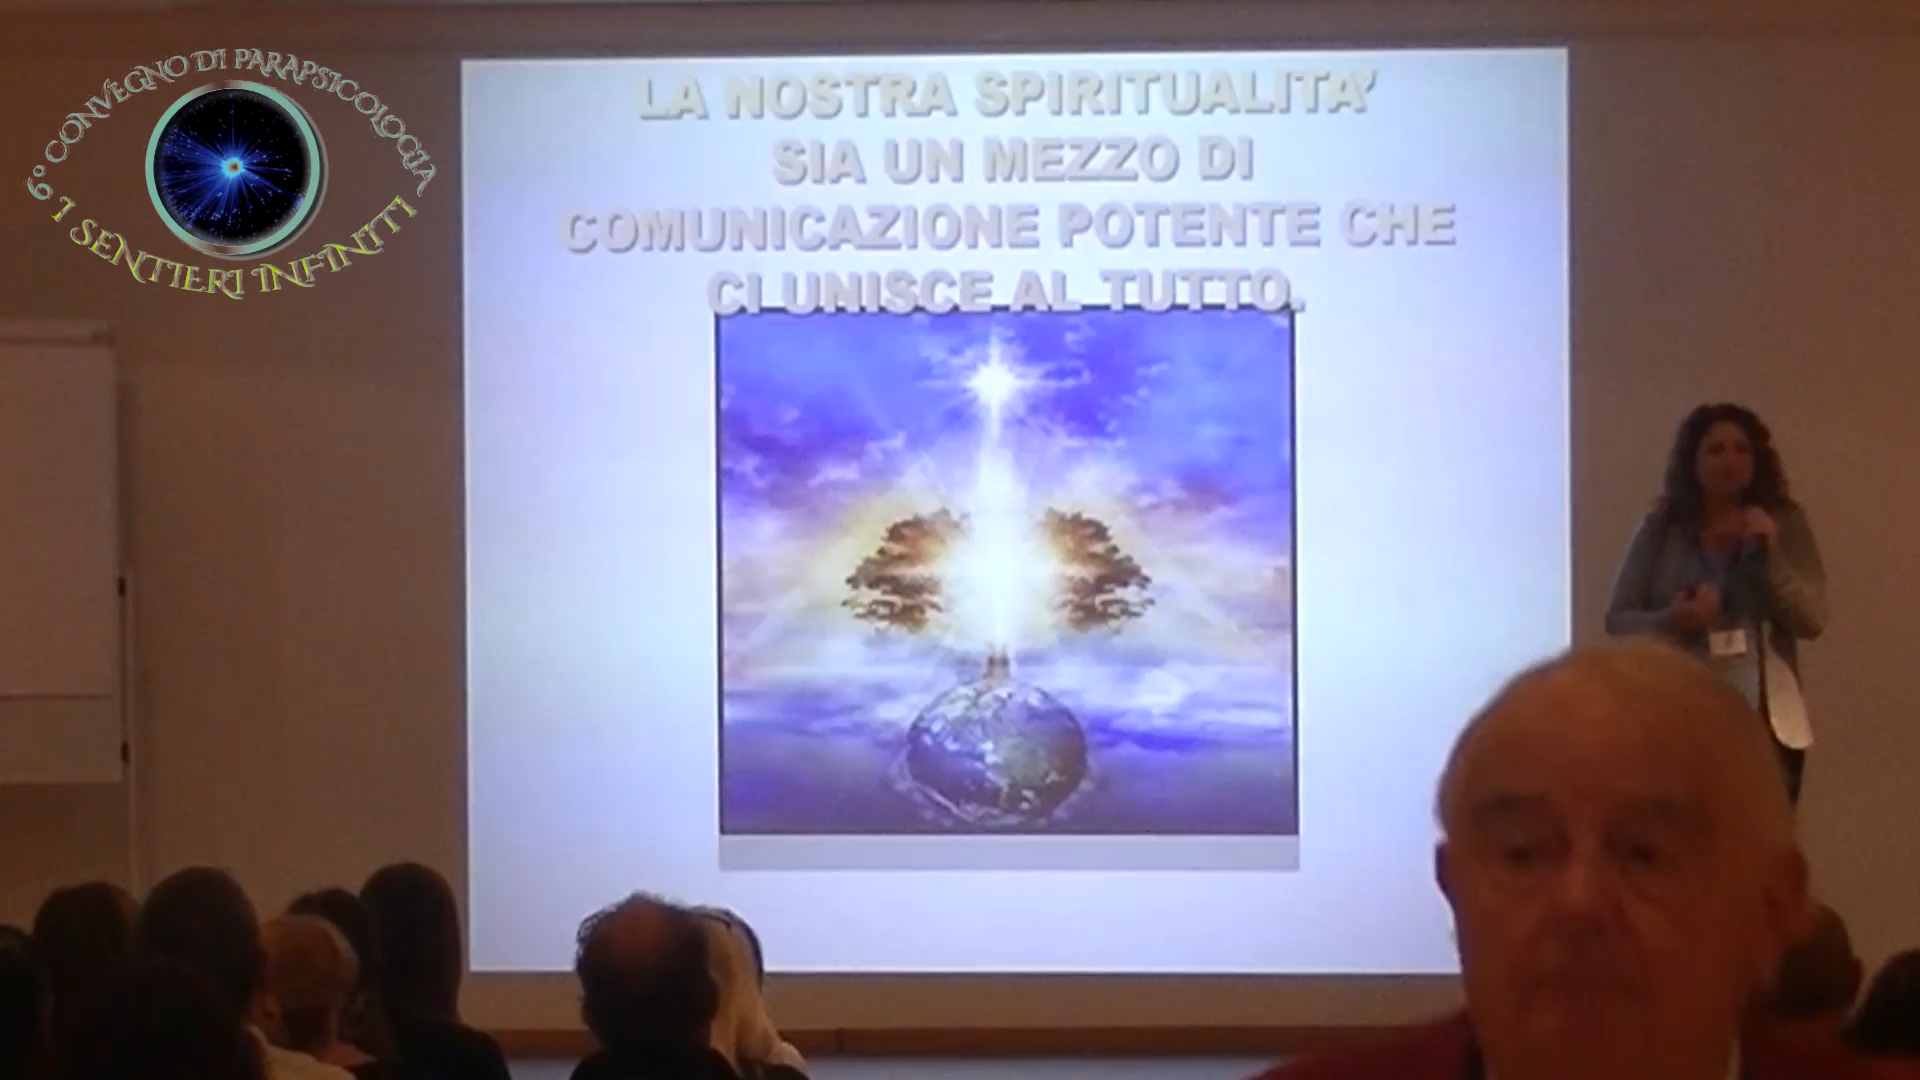 6° CONVEGNO DI PARAPSICOLOGIA
I SENTIERI INFINITI
LA NOSTRA SPIRITUALITA'
SIA UN MEZZO DI
COMUNICAZIONE POTENTE CHE
CI UNISCE AL TUTTO.